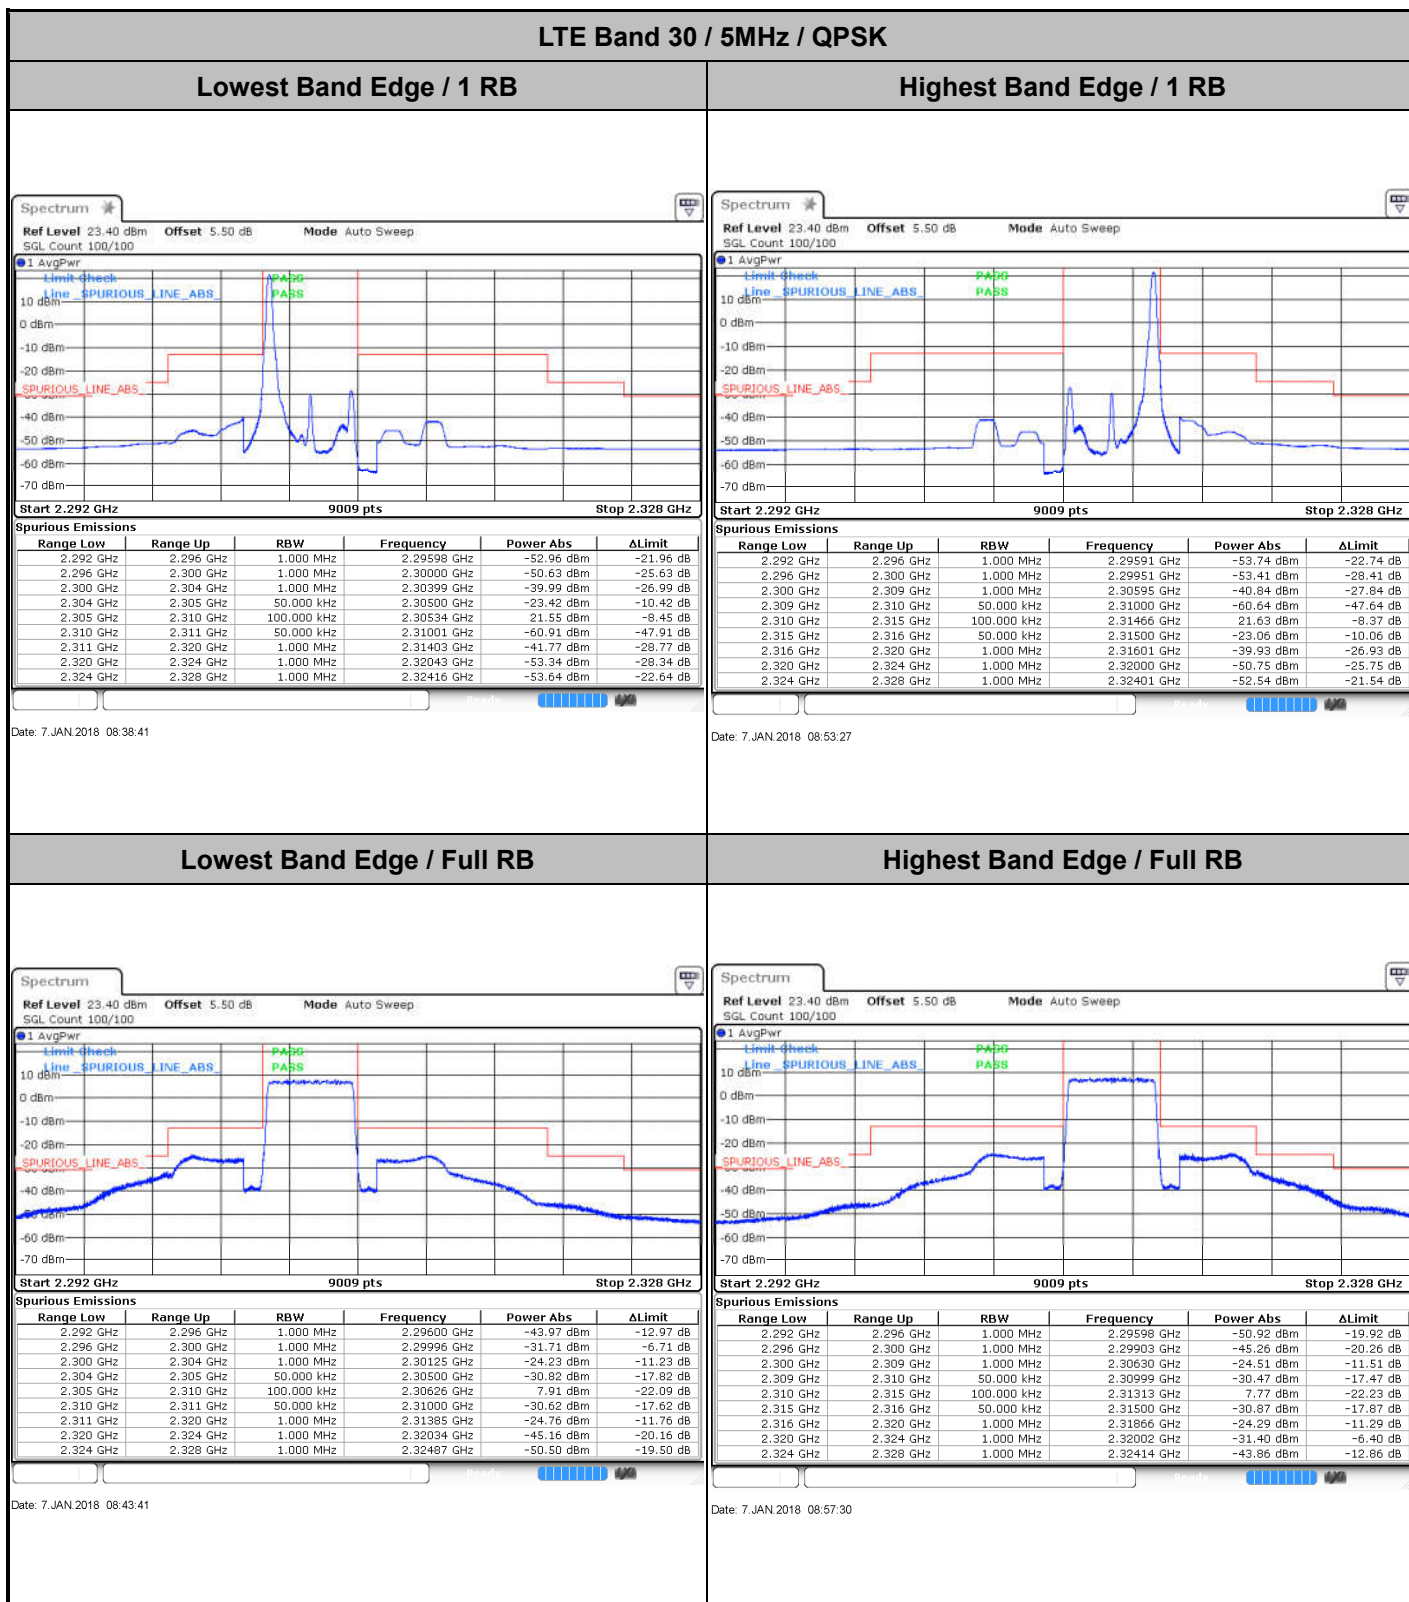 LTE Band 30 / 5MHz / QPSK
Lowest Band Edge / 1 RB
Highest Band Edge / 1 RB
Spectrum
Ref Level 23.40 dBm Offset 5.50 dB Mode Auto Sweep
SGL Count 100/100
1 AvgPwr
Limit Check PASS
Line _SPURIOUS_LINE_ABS_ PASS
10 dBm
0 dBm
-10 dBm
-20 dBm
_SPURIOUS_LINE_ABS_
-40 dBm
-50 dBm
-60 dBm
-70 dBm
Start 2.292 GHz 9009 pts Stop 2.328 GHz
Spurious Emissions
Range Low Range Up RBW Frequency Power Abs ΔLimit
2.292 GHz 2.296 GHz 1.000 MHz 2.29598 GHz -52.96 dBm -21.96 dB
2.296 GHz 2.300 GHz 1.000 MHz 2.30000 GHz -50.63 dBm -25.63 dB
2.300 GHz 2.304 GHz 1.000 MHz 2.30399 GHz -39.99 dBm -26.99 dB
2.304 GHz 2.305 GHz 50.000 kHz 2.30500 GHz -23.42 dBm -10.42 dB
2.305 GHz 2.310 GHz 100.000 kHz 2.30534 GHz 21.55 dBm -8.45 dB
2.310 GHz 2.311 GHz 50.000 kHz 2.31001 GHz -60.91 dBm -47.91 dB
2.311 GHz 2.320 GHz 1.000 MHz 2.31403 GHz -41.77 dBm -28.77 dB
2.320 GHz 2.324 GHz 1.000 MHz 2.32043 GHz -53.34 dBm -28.34 dB
2.324 GHz 2.328 GHz 1.000 MHz 2.32416 GHz -53.64 dBm -22.64 dB
Ready
Date: 7.JAN.2018 08:38:41
Spectrum
Ref Level 23.40 dBm Offset 5.50 dB Mode Auto Sweep
SGL Count 100/100
1 AvgPwr
Limit Check PASS
Line _SPURIOUS_LINE_ABS_ PASS
10 dBm
0 dBm
-10 dBm
-20 dBm
_SPURIOUS_LINE_ABS_
-40 dBm
-50 dBm
-60 dBm
-70 dBm
Start 2.292 GHz 9009 pts Stop 2.328 GHz
Spurious Emissions
Range Low Range Up RBW Frequency Power Abs ΔLimit
2.292 GHz 2.296 GHz 1.000 MHz 2.29591 GHz -53.74 dBm -22.74 dB
2.296 GHz 2.300 GHz 1.000 MHz 2.29951 GHz -53.41 dBm -28.41 dB
2.300 GHz 2.309 GHz 1.000 MHz 2.30595 GHz -40.84 dBm -27.84 dB
2.309 GHz 2.310 GHz 50.000 kHz 2.31000 GHz -60.64 dBm -47.64 dB
2.310 GHz 2.315 GHz 100.000 kHz 2.31466 GHz 21.63 dBm -8.37 dB
2.315 GHz 2.316 GHz 50.000 kHz 2.31500 GHz -23.06 dBm -10.06 dB
2.316 GHz 2.320 GHz 1.000 MHz 2.31601 GHz -39.93 dBm -26.93 dB
2.320 GHz 2.324 GHz 1.000 MHz 2.32000 GHz -50.75 dBm -25.75 dB
2.324 GHz 2.328 GHz 1.000 MHz 2.32401 GHz -52.54 dBm -21.54 dB
Ready
Date: 7.JAN.2018 08:53:27
Lowest Band Edge / Full RB
Highest Band Edge / Full RB
Spectrum
Ref Level 23.40 dBm Offset 5.50 dB Mode Auto Sweep
SGL Count 100/100
1 AvgPwr
Limit Check PASS
Line _SPURIOUS_LINE_ABS_ PASS
10 dBm
0 dBm
-10 dBm
-20 dBm
_SPURIOUS_LINE_ABS_
-40 dBm
-50 dBm
-60 dBm
-70 dBm
Start 2.292 GHz 9009 pts Stop 2.328 GHz
Spurious Emissions
Range Low Range Up RBW Frequency Power Abs ΔLimit
2.292 GHz 2.296 GHz 1.000 MHz 2.29600 GHz -43.97 dBm -12.97 dB
2.296 GHz 2.300 GHz 1.000 MHz 2.29996 GHz -31.71 dBm -6.71 dB
2.300 GHz 2.304 GHz 1.000 MHz 2.30125 GHz -24.23 dBm -11.23 dB
2.304 GHz 2.305 GHz 50.000 kHz 2.30500 GHz -30.82 dBm -17.82 dB
2.305 GHz 2.310 GHz 100.000 kHz 2.30626 GHz 7.91 dBm -22.09 dB
2.310 GHz 2.311 GHz 50.000 kHz 2.31000 GHz -30.62 dBm -17.62 dB
2.311 GHz 2.320 GHz 1.000 MHz 2.31385 GHz -24.76 dBm -11.76 dB
2.320 GHz 2.324 GHz 1.000 MHz 2.32034 GHz -45.16 dBm -20.16 dB
2.324 GHz 2.328 GHz 1.000 MHz 2.32487 GHz -50.50 dBm -19.50 dB
Ready
Date: 7.JAN.2018 08:43:41
Spectrum
Ref Level 23.40 dBm Offset 5.50 dB Mode Auto Sweep
SGL Count 100/100
1 AvgPwr
Limit Check PASS
Line _SPURIOUS_LINE_ABS_ PASS
10 dBm
0 dBm
-10 dBm
-20 dBm
_SPURIOUS_LINE_ABS_
-40 dBm
-50 dBm
-60 dBm
-70 dBm
Start 2.292 GHz 9009 pts Stop 2.328 GHz
Spurious Emissions
Range Low Range Up RBW Frequency Power Abs ΔLimit
2.292 GHz 2.296 GHz 1.000 MHz 2.29598 GHz -50.92 dBm -19.92 dB
2.296 GHz 2.300 GHz 1.000 MHz 2.29903 GHz -45.26 dBm -20.26 dB
2.300 GHz 2.309 GHz 1.000 MHz 2.30630 GHz -24.51 dBm -11.51 dB
2.309 GHz 2.310 GHz 50.000 kHz 2.30999 GHz -30.47 dBm -17.47 dB
2.310 GHz 2.315 GHz 100.000 kHz 2.31313 GHz 7.77 dBm -22.23 dB
2.315 GHz 2.316 GHz 50.000 kHz 2.31500 GHz -30.87 dBm -17.87 dB
2.316 GHz 2.320 GHz 1.000 MHz 2.31866 GHz -24.29 dBm -11.29 dB
2.320 GHz 2.324 GHz 1.000 MHz 2.32002 GHz -31.40 dBm -6.40 dB
2.324 GHz 2.328 GHz 1.000 MHz 2.32414 GHz -43.86 dBm -12.86 dB
Ready
Date: 7.JAN.2018 08:57:30